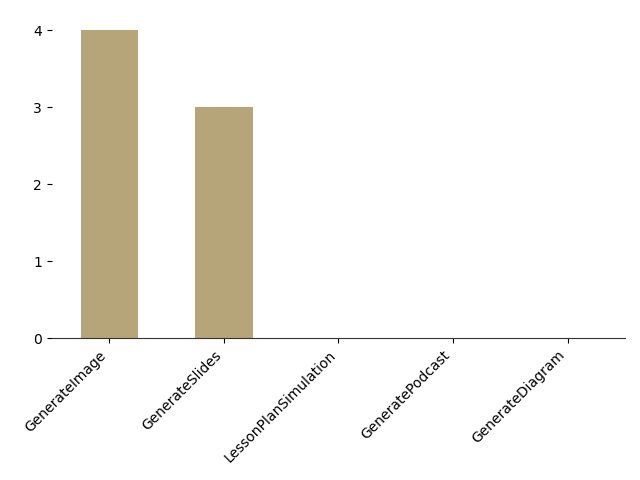 4
3
2
1
0
GenerateImage
GenerateSlides
LessonPlanSimulation
GeneratePodcast
GenerateDiagram